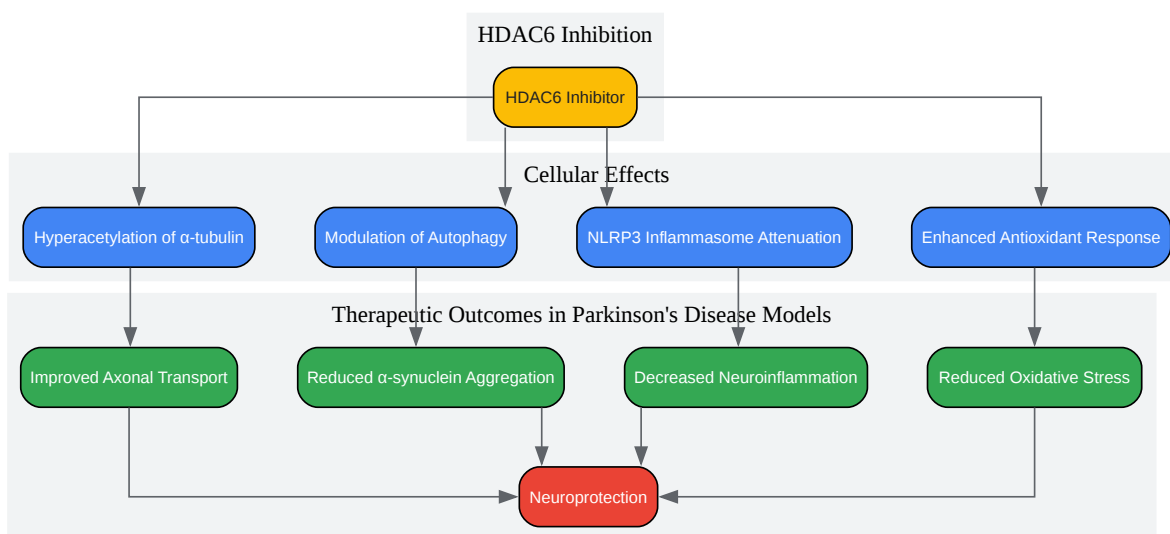 HDAC6 Inhibition
HDAC6 Inhibitor
Cellular Effects
Hyperacetylation of α-tubulin
Modulation of Autophagy
NLRP3 Inflammasome Attenuation
Enhanced Antioxidant Response
Therapeutic Outcomes in Parkinson's Disease Models
Improved Axonal Transport
Reduced α-synuclein Aggregation
Decreased Neuroinflammation
Reduced Oxidative Stress
Neuroprotection